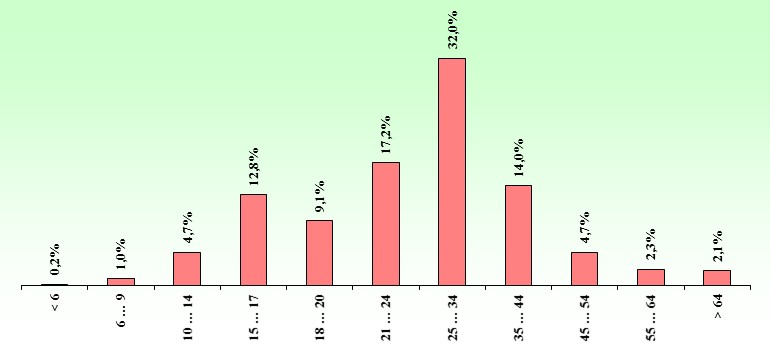 0,2%
1,0%
4,7%
12,8%
9,1%
17,2%
32,0%
14,0%
4,7%
2,3%
2,1%
< 6
6 ... 9
10 ... 14
15 ... 17
18 ... 20
21 ... 24
25 ... 34
35 ... 44
45 ... 54
55 ... 64
> 64